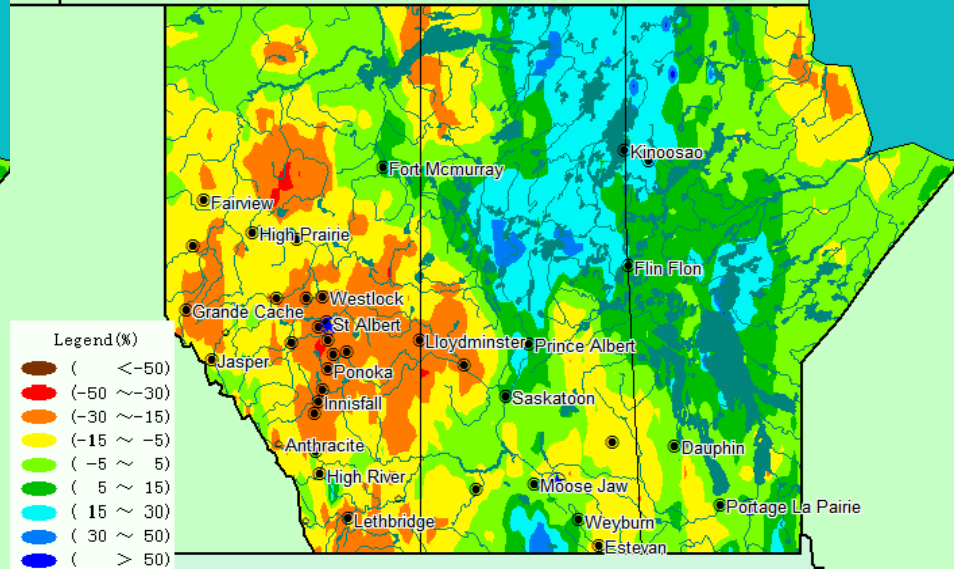 Kinoosao
Fort Mcmurray
Fairview
High Prairie
Flin Flon
Westlock
Grande Cache
St Albert
Lloydminster
Prince Albert
Jasper
Ponoka
Saskatoon
Innisfall
Anthracite
Dauphin
High River
Moose Jaw
Portage La Pairie
Lethbridge
Weyburn
Estevan
Legend(%)
( <-50)
(-50 ~ -30)
(-30 ~ -15)
(-15 ~ -5)
( -5 ~ 5)
( 5 ~ 15)
( 15 ~ 30)
( 30 ~ 50)
( > 50)